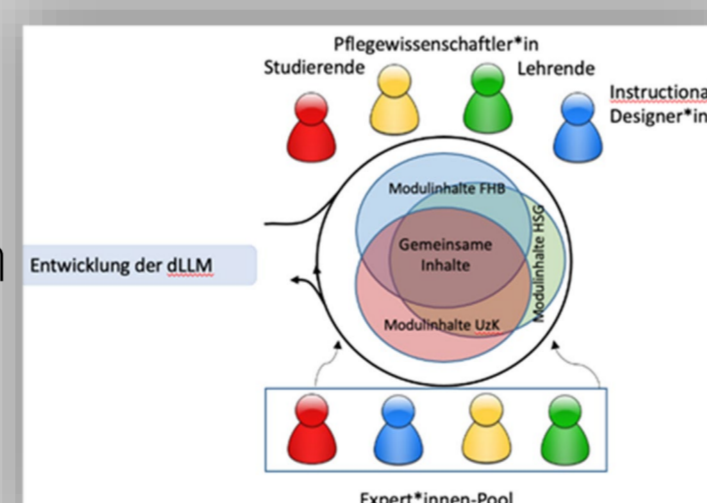 Pflegewissenschaftler*in
Studierende
Lehrende
Instructiona
Designer*in
Modulinhalte FHB
Gemeinsame
Inhalte
Modulinhalte HSG
Modulinhalte UzK
Entwicklung der dLLM
Expert*innen-Pool